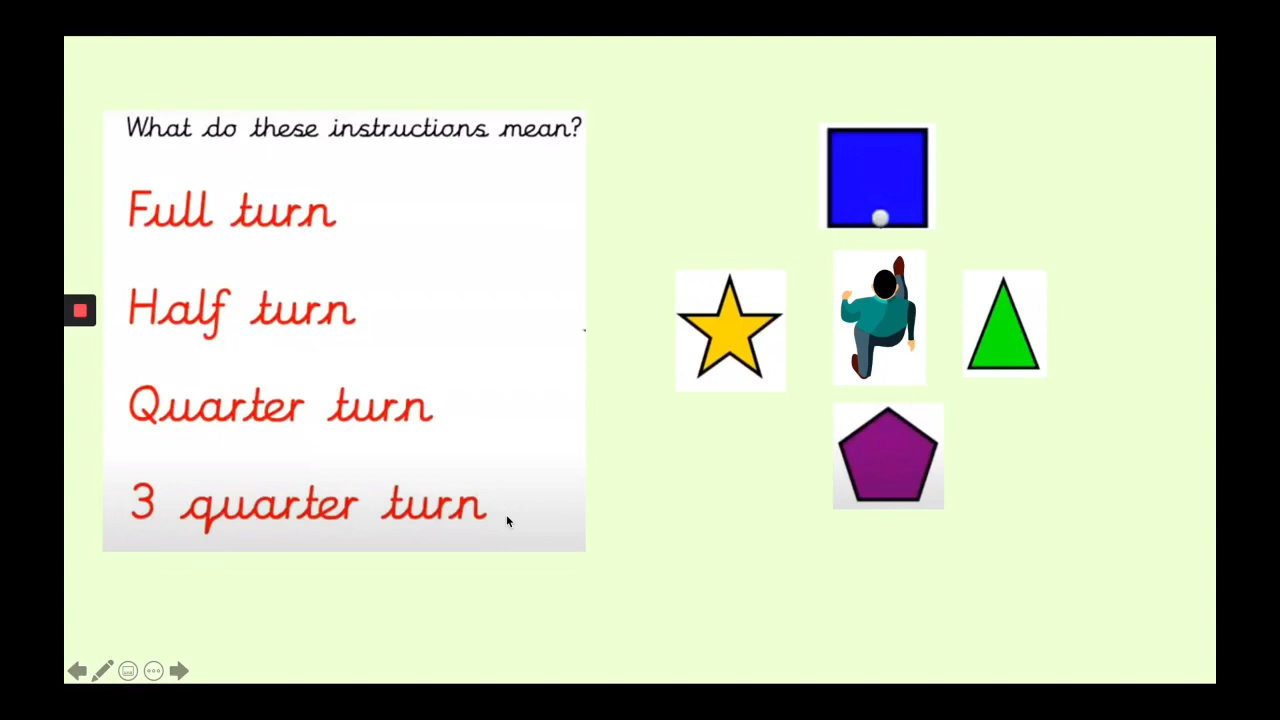 What do these instructions mean?
Full turn
Half turn
Quarter turn
3 quarter turn